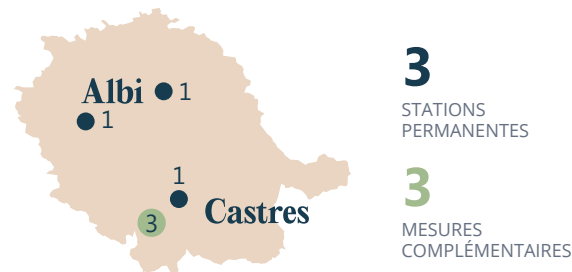 Albi
1
1
1
Castres
3
3
STATIONS
PERMANENTES
3
MESURES
COMPLÉMENTAIRES